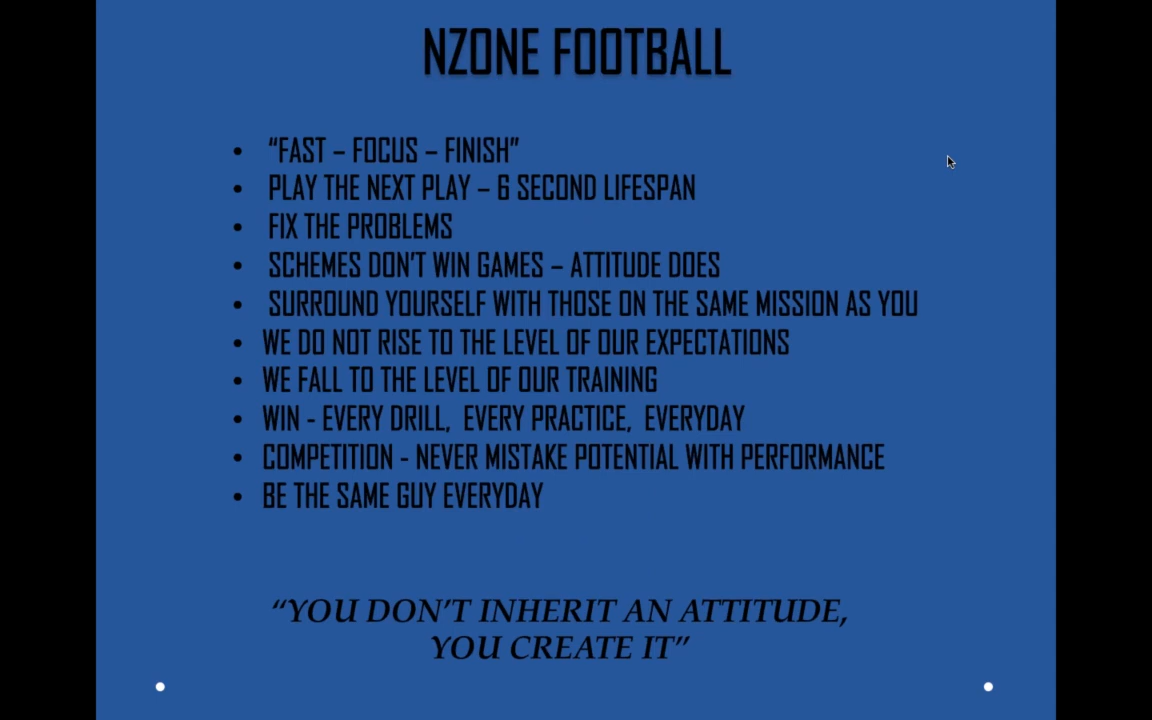 NZONE FOOTBALL
• “FAST – FOCUS – FINISH”
• PLAY THE NEXT PLAY – 6 SECOND LIFESPAN
• FIX THE PROBLEMS
• SCHEMES DON’T WIN GAMES – ATTITUDE DOES
• SURROUND YOURSELF WITH THOSE ON THE SAME MISSION AS YOU
• WE DO NOT RISE TO THE LEVEL OF OUR EXPECTATIONS
• WE FALL TO THE LEVEL OF OUR TRAINING
• WIN - EVERY DRILL,  EVERY PRACTICE,  EVERYDAY
• COMPETITION - NEVER MISTAKE POTENTIAL WITH PERFORMANCE
• BE THE SAME GUY EVERYDAY
“YOU DON’T INHERIT AN ATTITUDE,
YOU CREATE IT”